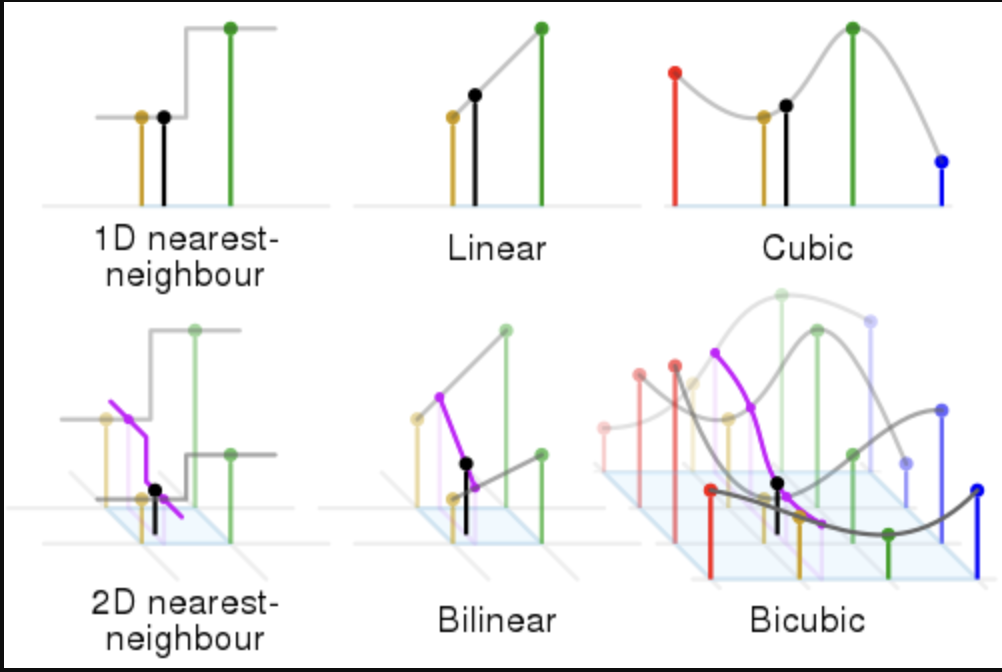 1D nearest-
neighbour
Linear
Cubic
2D nearest-
neighbour
Bilinear
Bicubic